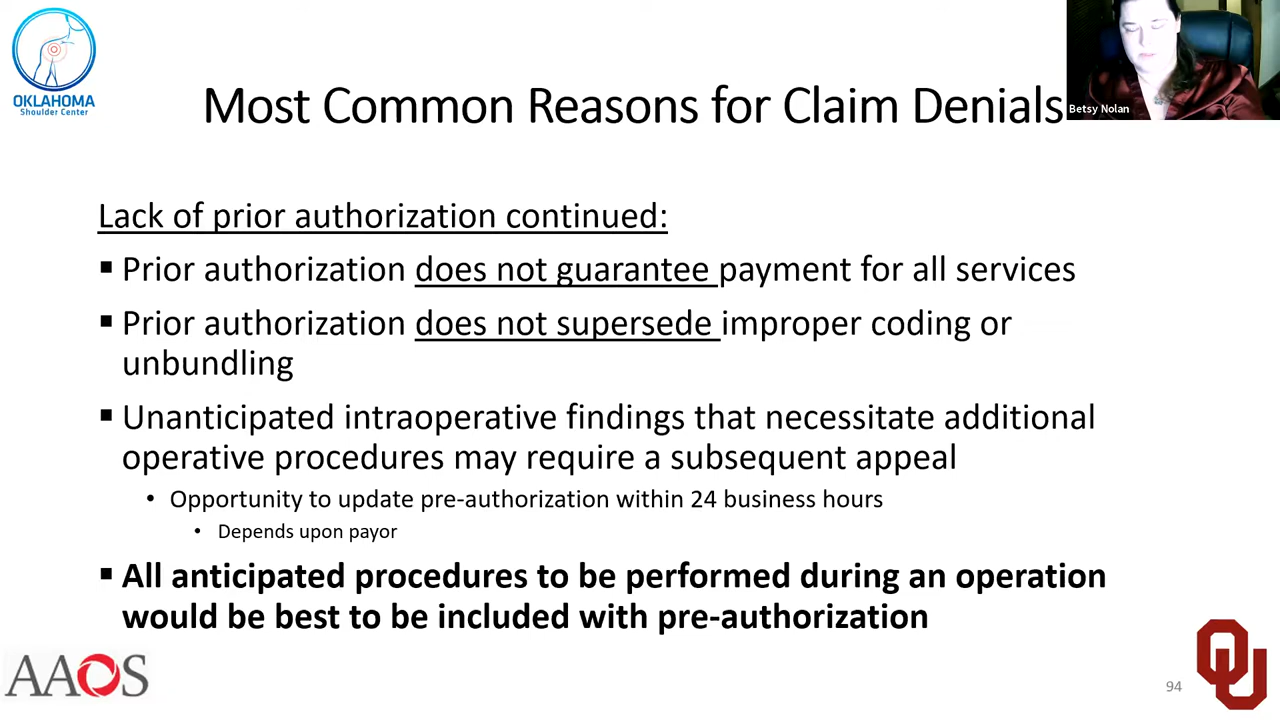 OKLAHOMA
Shoulder Center
Most Common Reasons for Claim Denials
Betsy Nolan
Lack of prior authorization continued:
▪ Prior authorization does not guarantee payment for all services
▪ Prior authorization does not supersede improper coding or
unbundling
▪ Unanticipated intraoperative findings that necessitate additional
operative procedures may require a subsequent appeal
• Opportunity to update pre-authorization within 24 business hours
• Depends upon payor
▪ All anticipated procedures to be performed during an operation
would be best to be included with pre-authorization
AAOS
94
OU